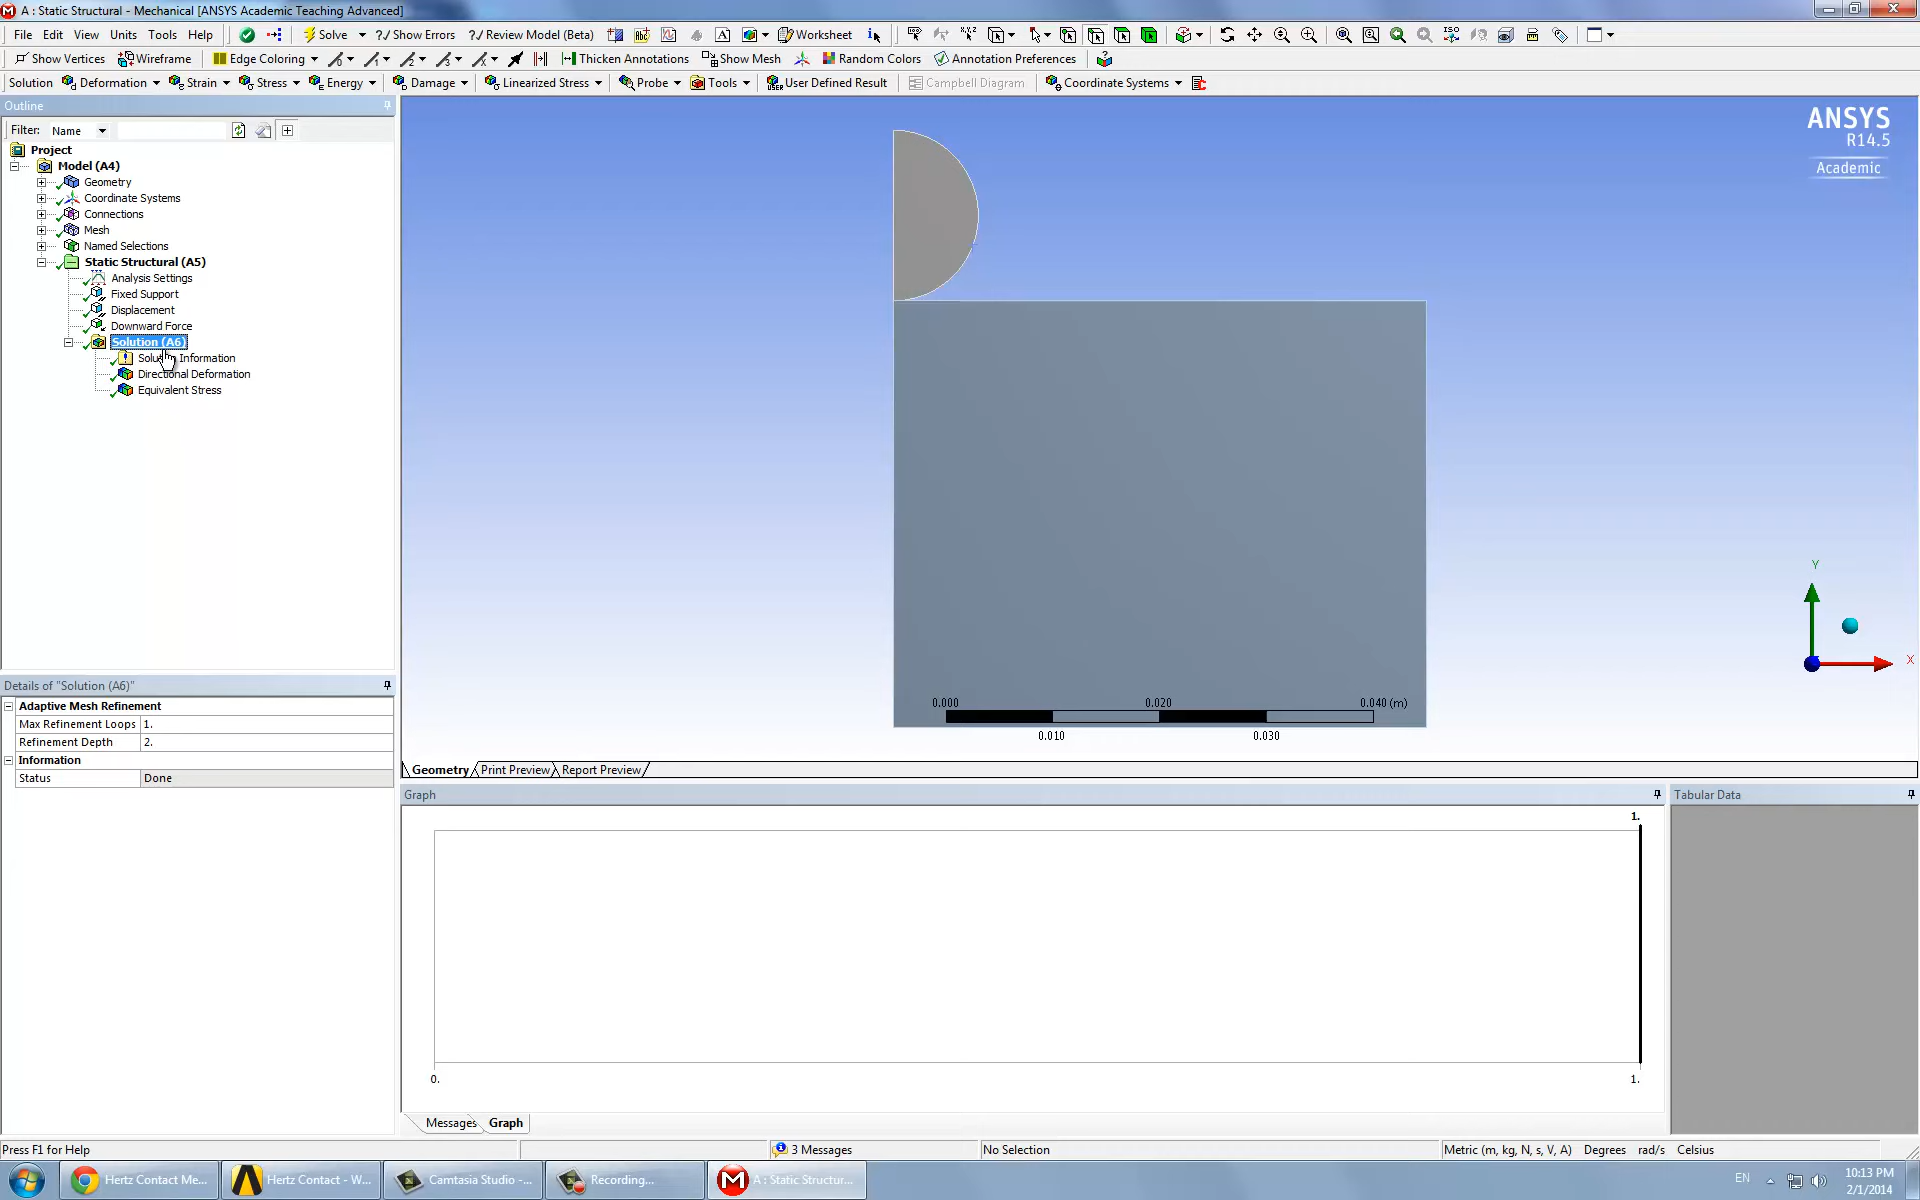 A : Static Structural - Mechanical [ANSYS Academic Teaching Advanced]
File Edit View Units Tools Help Solve ?/ Show Errors ?/ Review Model (Beta) Worksheet
Show Vertices Wireframe Edge Coloring Thicken Annotations Show Mesh Random Colors Annotation Preferences
Solution Deformation Strain Stress Energy Damage Linearized Stress Probe Tools User Defined Result Campbell Diagram Coordinate Systems
Outline
Filter: Name
Project
Model (A4)
Geometry
Coordinate Systems
Connections
Mesh
Named Selections
Static Structural (A5)
Analysis Settings
Fixed Support
Displacement
Downward Force
Solution (A6)
Information
Directional Deformation
Equivalent Stress
ANSYS
R14.5
Academic
Y
X
0.000 0.020 0.040 (m)
0.010 0.030
Geometry Print Preview Report Preview
Details of "Solution (A6)"
Adaptive Mesh Refinement
Max Refinement Loops 1.
Refinement Depth 2.
Information
Status Done
Graph
Tabular Data
1.
0. 1.
Messages Graph
Press F1 for Help 3 Messages No Selection Metric (m, kg, N, s, V, A) Degrees rad/s Celsius
Hertz Contact Me... Hertz Contact - W... Camtasia Studio -... Recording... A : Static Structur... EN 10:13 PM
2/1/2014